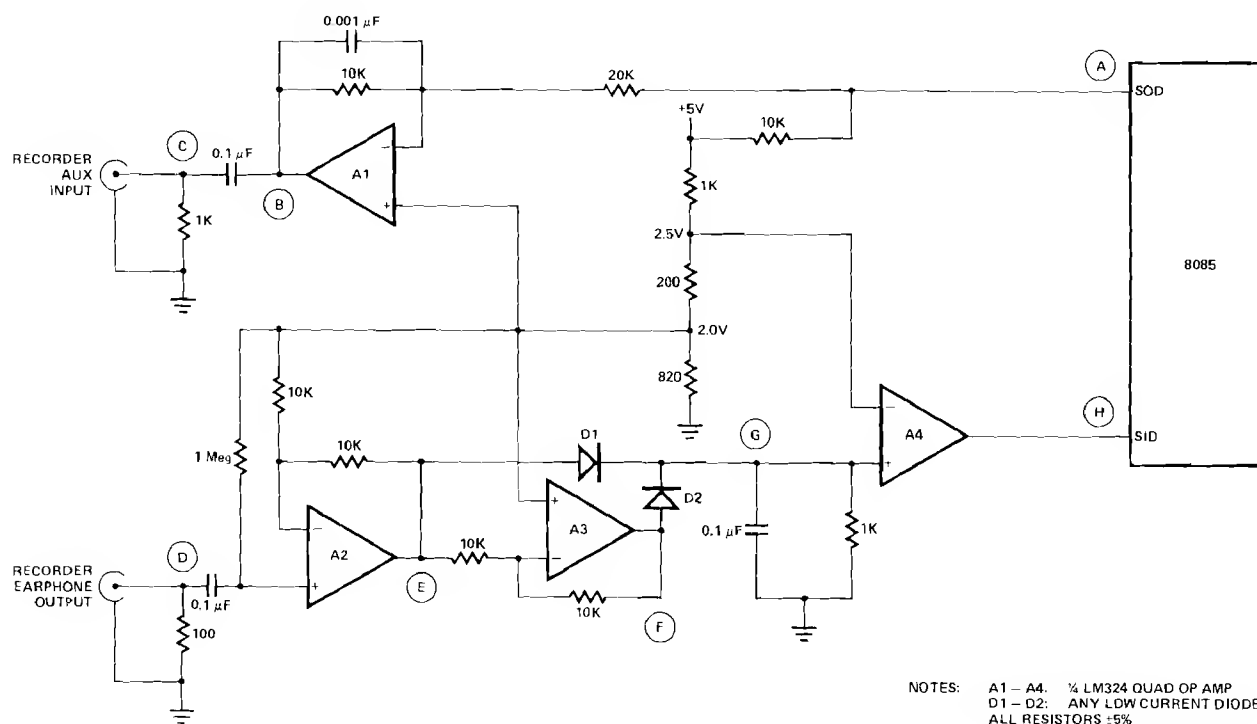 0.001 µF
10K
20K
A
SOD
+5V
10K
RECORDER
AUX
INPUT
C
0.1 µF
B
A1
−
+
1K
1K
2.5V
200
2.0V
820
8085
10K
1 Meg
10K
D1
G
A4
−
+
H
SID
D2
A3
+
−
A2
−
+
10K
E
10K
F
0.1 µF
1K
RECORDER
EARPHONE
OUTPUT
D
0.1 µF
100
NOTES: A1 – A4. ¼ LM324 QUAD OP AMP
D1 – D2: ANY LOW CURRENT DIODE
ALL RESISTORS ±5%